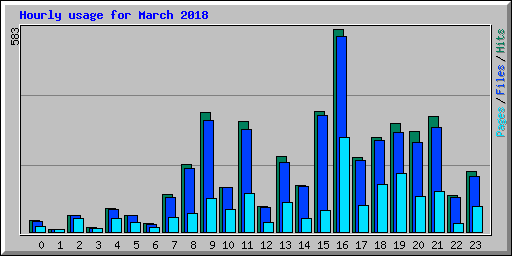 Hourly usage for March 2018
583
Pages / Files / Hits
0 1 2 3 4 5 6 7 8 9 10 11 12 13 14 15 16 17 18 19 20 21 22 23